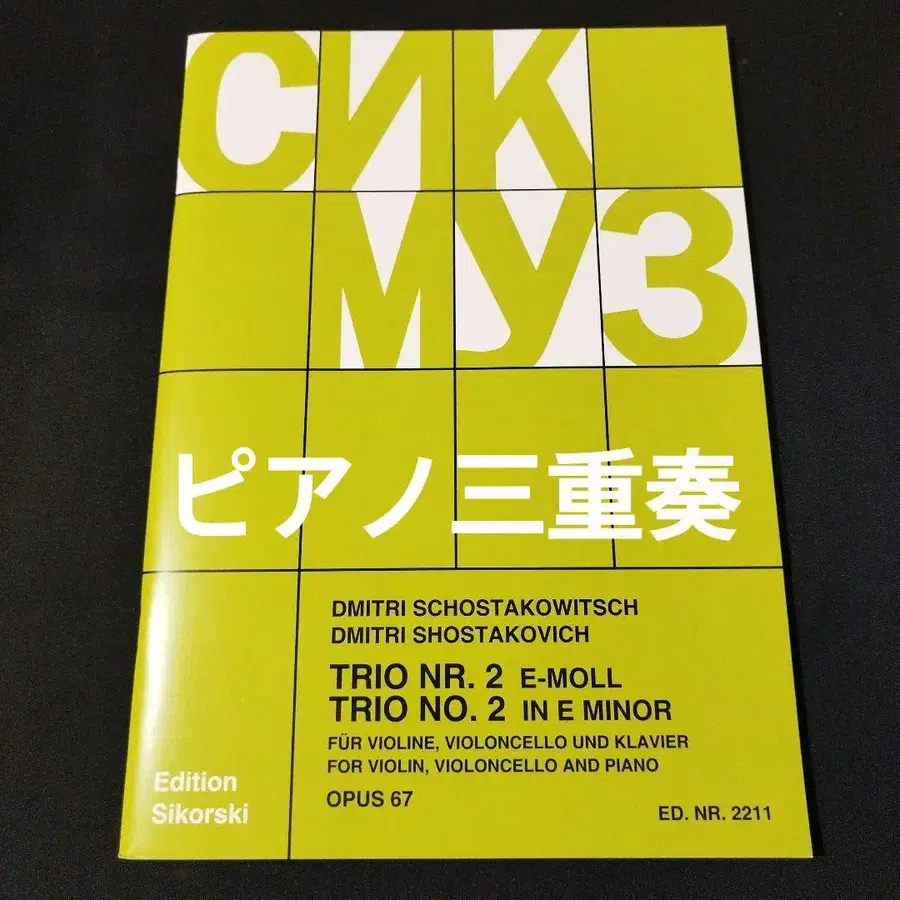 СИК
МУЗ
ピアノ三重奏
DMITRI SCHOSTAKOWITSCH
DMITRI SHOSTAKOVICH
TRIO NR. 2 E-MOLL
TRIO NO. 2 IN E MINOR
FÜR VIOLINE, VIOLONCELLO UND KLAVIER
FOR VIOLIN, VIOLONCELLO AND PIANO
OPUS 67
Edition
Sikorski
ED. NR. 2211